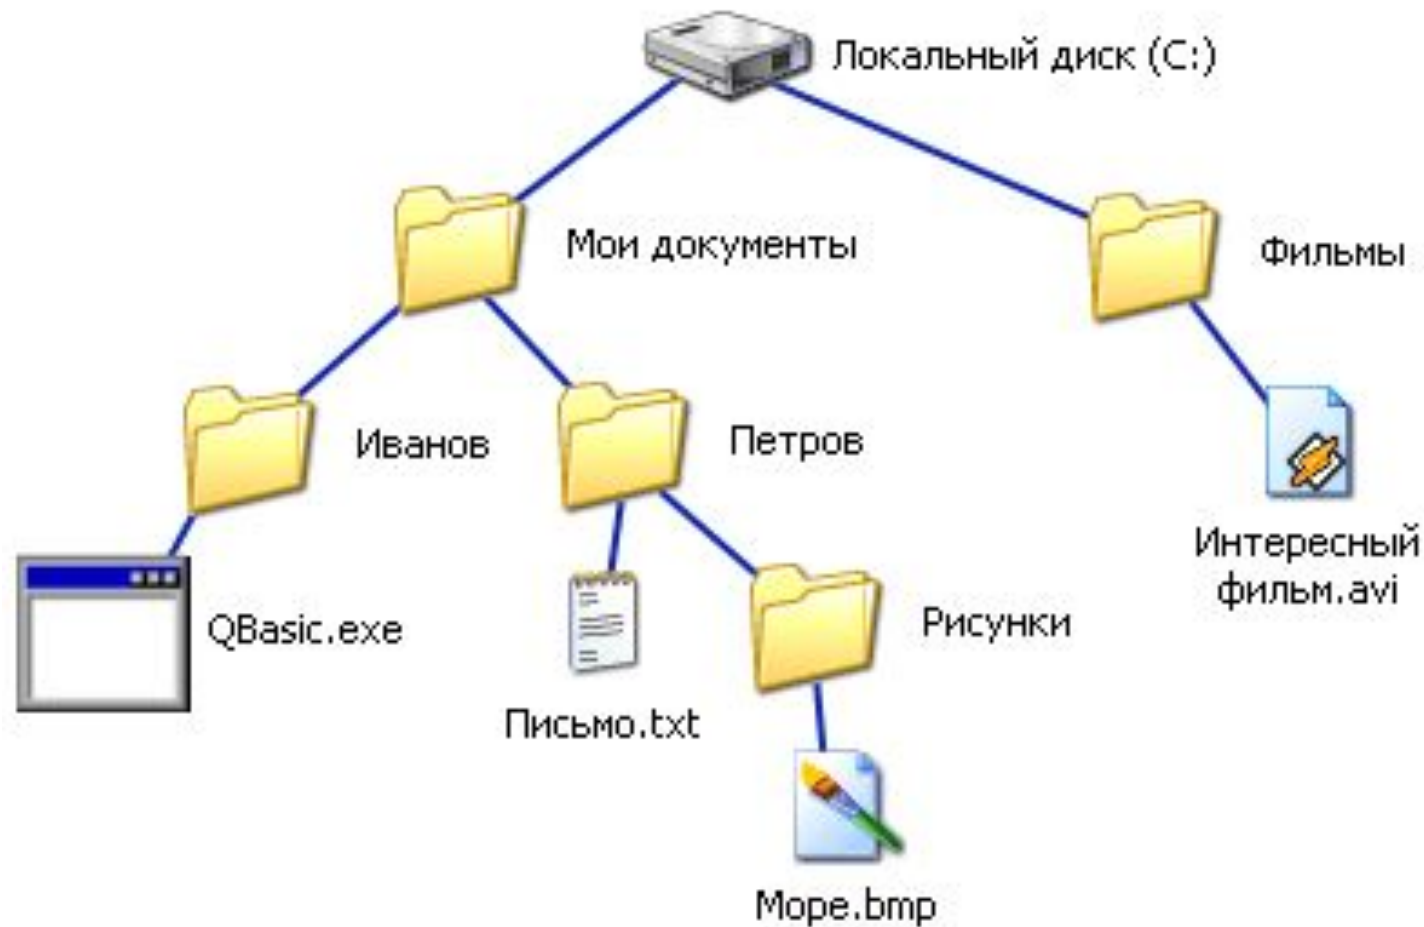 Локальный диск (C:)
Мои документы
Фильмы
Иванов
Петров
Интересный
фильм.avi
QBasic.exe
Рисунки
Письмо.txt
Море.bmp